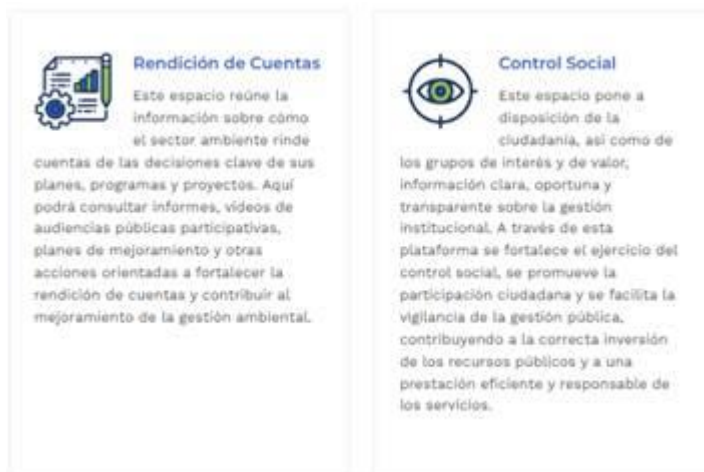 Rendición de Cuentas
Este espacio reúne la
información sobre cómo
el sector ambiente rinde
cuentas de las decisiones clave de sus
planes, programas y proyectos. Aquí
podrá consultar informes, videos de
audiencias públicas participativas,
planes de mejoramiento y otras
acciones orientadas a fortalecer la
rendición de cuentas y contribuir al
mejoramiento de la gestión ambiental.
Control Social
Este espacio pone a
disposición de la
ciudadanía, así como de
los grupos de interés y de valor,
información clara, oportuna y
transparente sobre la gestión
institucional. A través de esta
plataforma se fortalece el ejercicio del
control social, se promueve la
participación ciudadana y se facilita la
vigilancia de la gestión pública,
contribuyendo a la correcta inversión
de los recursos públicos y a una
prestación eficiente y responsable de
los servicios.